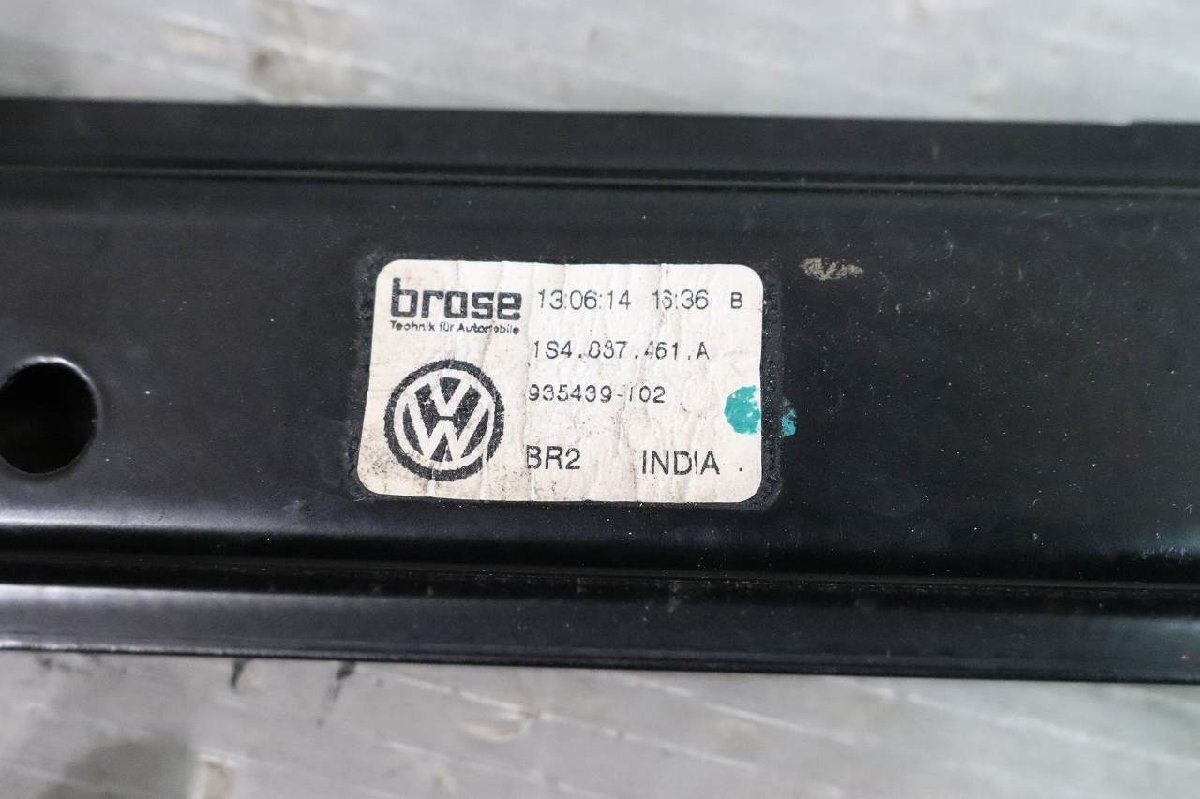 brose 13:06:14 16:36 B
Technik für Automobile
1S4.837.461.A
935439-102
BR2 INDIA